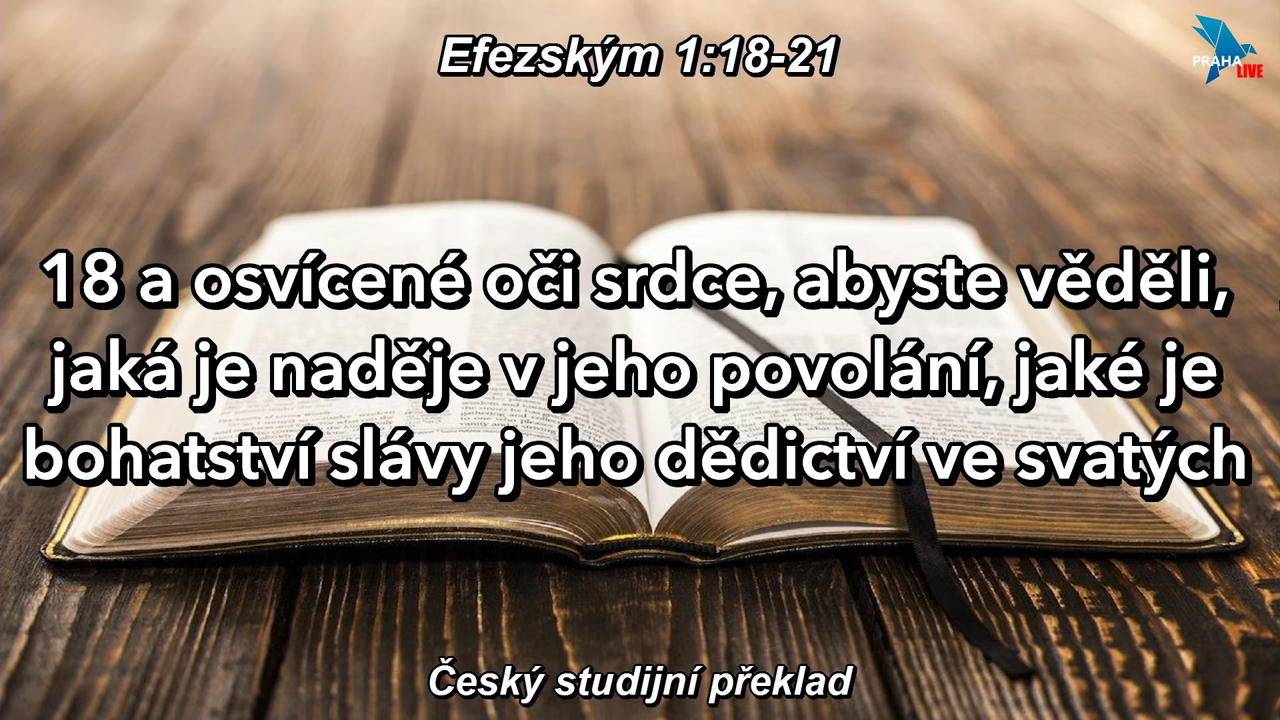 Efezským 1:18-21
PRAHA
LIVE
18 a osvícené oči srdce, abyste věděli,
jaká je naděje v jeho povolání, jaké je
bohatství slávy jeho dědictví ve svatých
Český studijní překlad